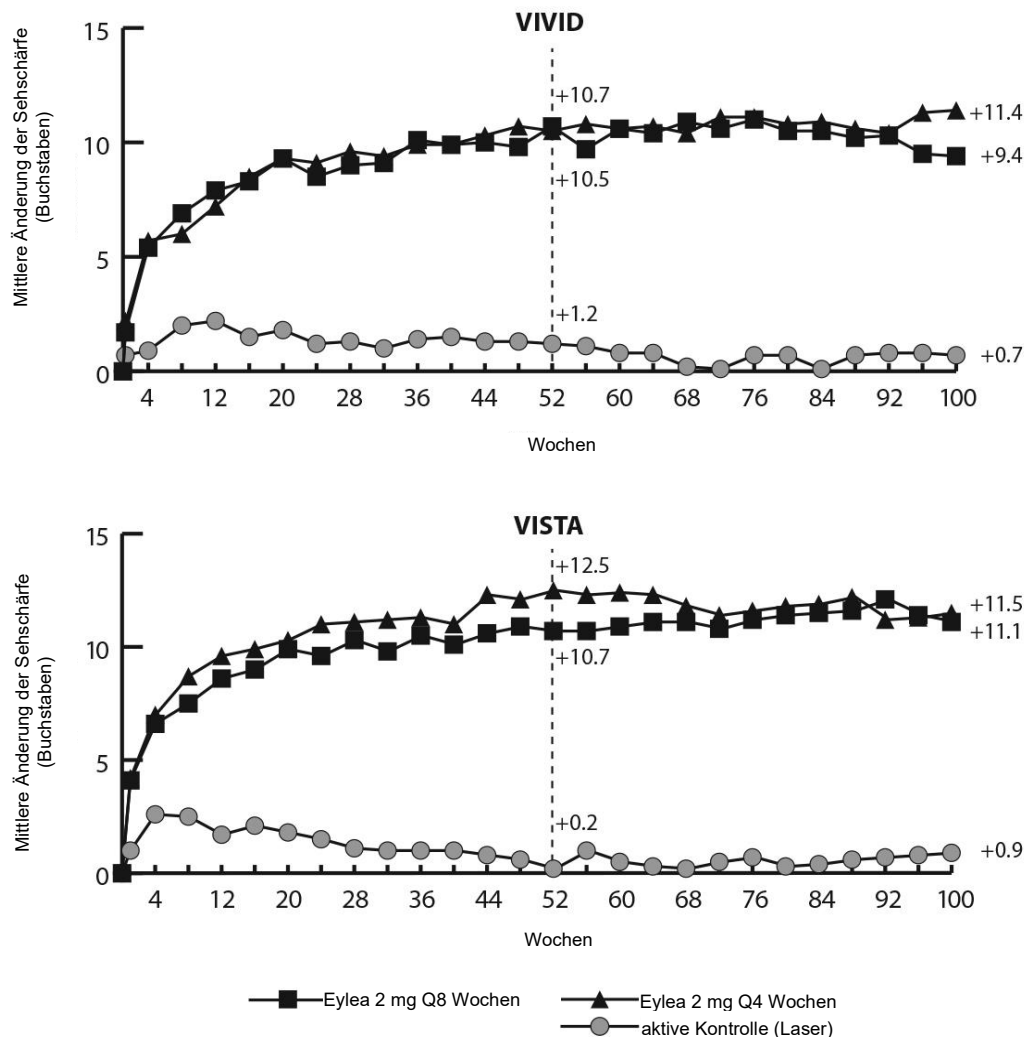 VIVID
Mittlere Änderung der Sehschärfe
(Buchstaben)
15
10
5
0
+10.7
+10.5
+1.2
+11.4
+9.4
+0.7
4 12 20 28 36 44 52 60 68 76 84 92 100
Wochen
VISTA
Mittlere Änderung der Sehschärfe
(Buchstaben)
15
10
5
0
+12.5
+10.7
+0.2
+11.5
+11.1
+0.9
4 12 20 28 36 44 52 60 68 76 84 92 100
Wochen
Eylea 2 mg Q8 Wochen Eylea 2 mg Q4 Wochen
aktive Kontrolle (Laser)